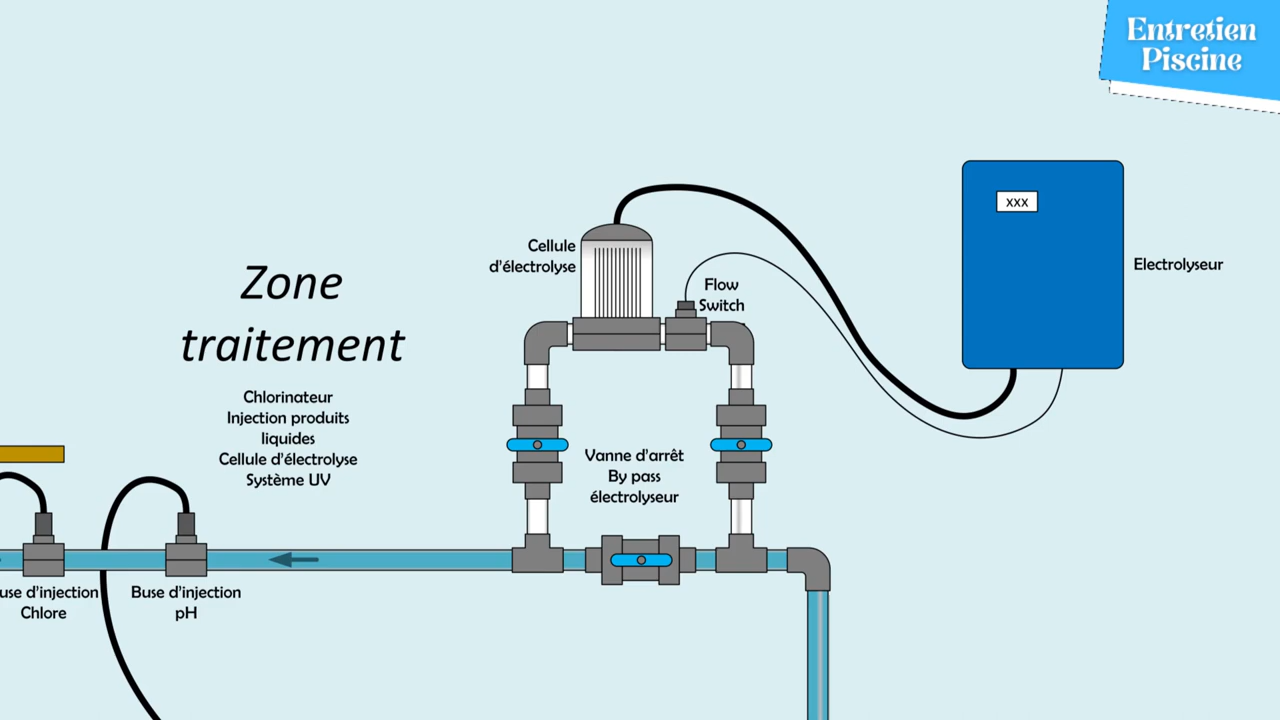 Entretien
Piscine
xxx
Electrolyseur
Cellule
d'électrolyse
Flow
Switch
Zone
traitement
Chlorinateur
Injection produits
liquides
Cellule d'électrolyse
Système UV
Vanne d'arrêt
By pass
électrolyseur
use d'injection
Chlore
Buse d'injection
pH